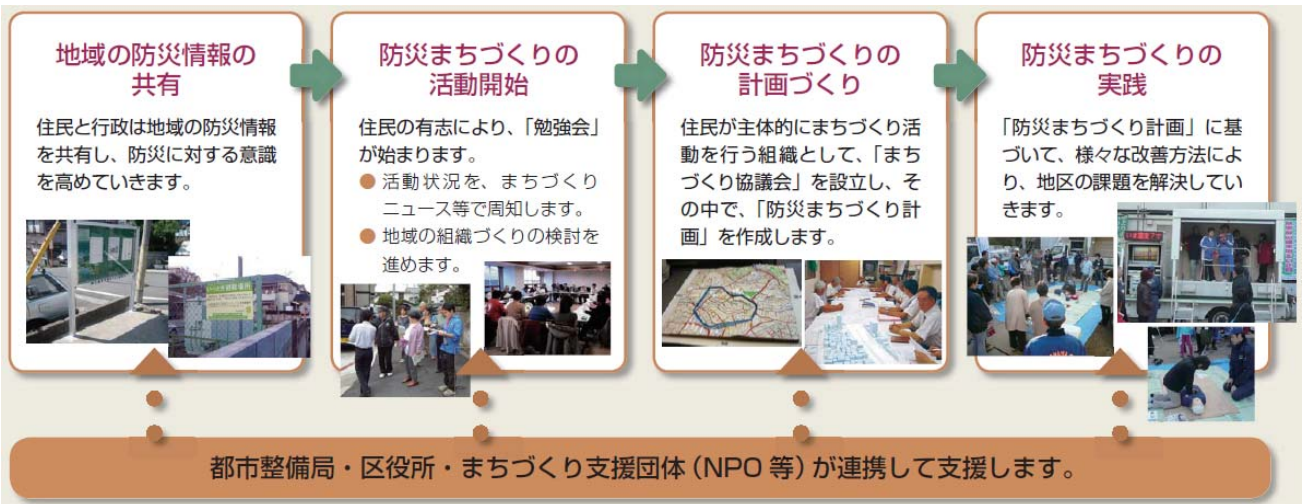 地域の防災情報の
共有
住民と行政は地域の防災情報
を共有し、防災に対する意識
を高めていきます。
防災まちづくりの
活動開始
住民の有志により、「勉強会」
が始まります。
● 活動状況を、まちづくり
ニュース等で周知します。
● 地域の組織づくりの検討を
進めます。
防災まちづくりの
計画づくり
住民が主体的にまちづくり活
動を行う組織として、「まち
づくり協議会」を設立し、そ
の中で、「防災まちづくり計
画」を作成します。
防災まちづくりの
実践
「防災まちづくり計画」に基
づいて、様々な改善方法によ
り、地区の課題を解決してい
きます。
都市整備局・区役所・まちづくり支援団体（NPO 等）が連携して支援します。